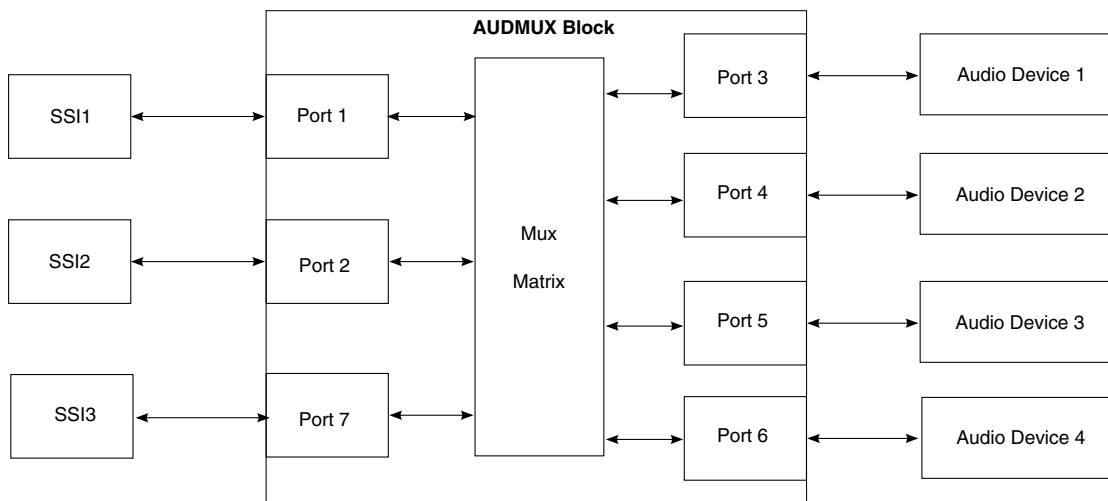 AUDMUX Block
SSI1
Port 1
Port 3
Audio Device 1
SSI2
Port 2
Mux
Matrix
Port 4
Audio Device 2
Port 5
Audio Device 3
SSI3
Port 7
Port 6
Audio Device 4